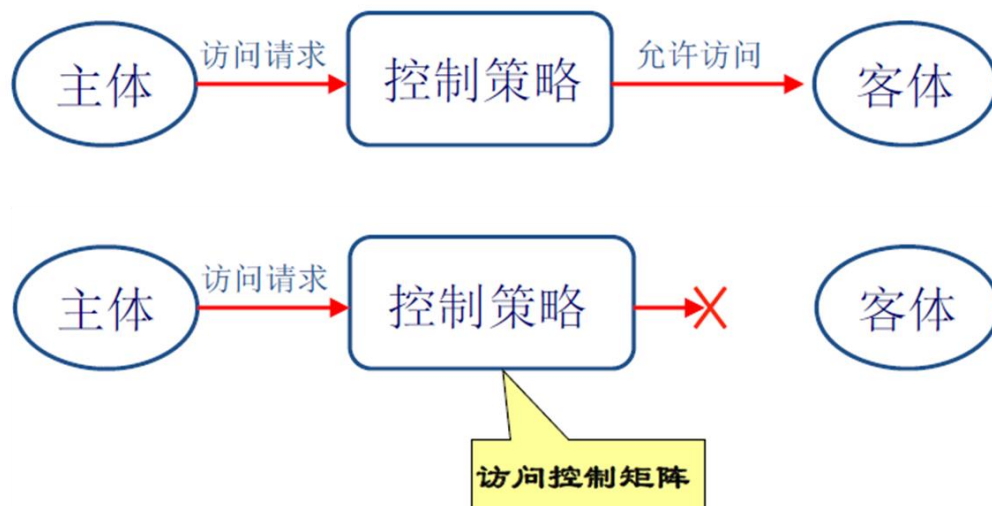 访问请求
允许访问
主体
控制策略
客体
访问请求
主体
控制策略
客体
访问控制矩阵